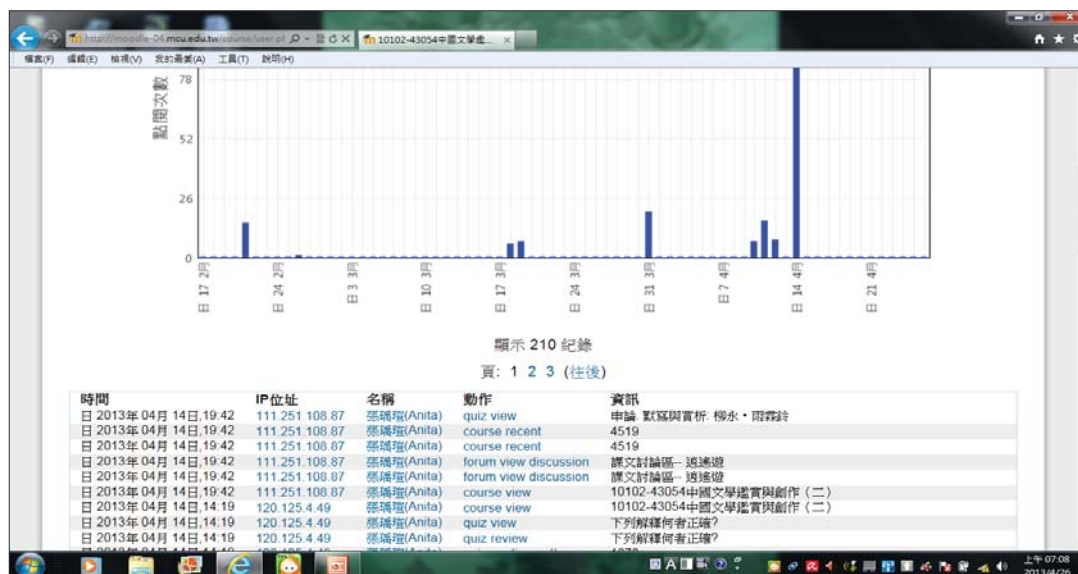 http://moodle-04.mcu.edu.tw/course/user.ph
10102-43054中國文學鑑...
檔案(F) 編輯(E) 檢視(V) 我的最愛(A) 工具(T) 說明(H)
點閱次數
78
52
26
0
日 17 2月
日 24 2月
日 3 3月
日 10 3月
日 17 3月
日 24 3月
日 31 3月
日 7 4月
日 14 4月
日 21 4月
顯示 210 紀錄
頁: 1 2 3 (往後)
時間 IP位址 名稱 動作 資訊
日 2013年 04月 14日,19:42 111.251.108.87 張瑀瑄(Anita) quiz view 申論. 默寫與賞析: 柳永‧雨霖鈴
日 2013年 04月 14日,19:42 111.251.108.87 張瑀瑄(Anita) course recent 4519
日 2013年 04月 14日,19:42 111.251.108.87 張瑀瑄(Anita) course recent 4519
日 2013年 04月 14日,19:42 111.251.108.87 張瑀瑄(Anita) forum view discussion 課文討論區-- 逍遙遊
日 2013年 04月 14日,19:42 111.251.108.87 張瑀瑄(Anita) forum view discussion 課文討論區-- 逍遙遊
日 2013年 04月 14日,19:42 111.251.108.87 張瑀瑄(Anita) course view 10102-43054中國文學鑑賞與創作（二）
日 2013年 04月 14日,14:19 120.125.4.49 張瑀瑄(Anita) course view 10102-43054中國文學鑑賞與創作（二）
日 2013年 04月 14日,14:19 120.125.4.49 張瑀瑄(Anita) quiz view 下列解釋何者正確?
日 2013年 04月 14日,14:19 120.125.4.49 張瑀瑄(Anita) quiz review 下列解釋何者正確?
上午 07:08
2013/4/26